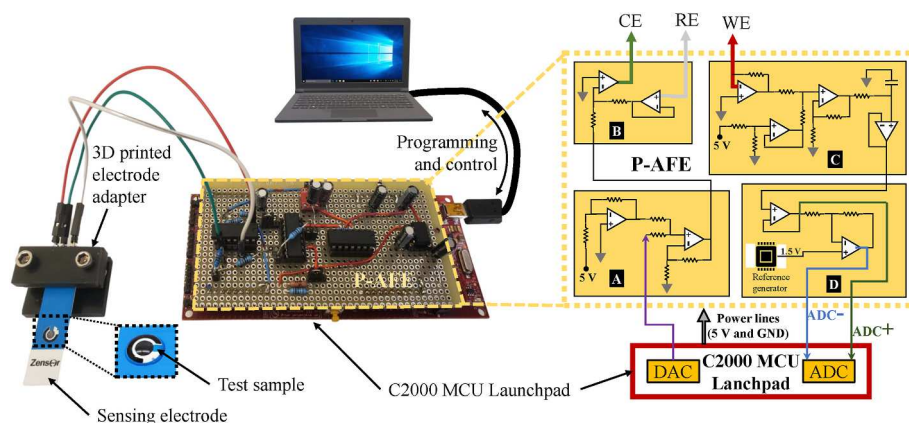 CE
RE
WE
3D printed
electrode
adapter
Programming
and control
B
C
P-AFE
5 V
A
5 V
1.5 V
Reference
generator
D
P-AFE
Zensor
Test sample
Sensing electrode
C2000 MCU Launchpad
Power lines
(5 V and GND)
ADC-
ADC+
DAC
C2000 MCU
Lanchpad
ADC